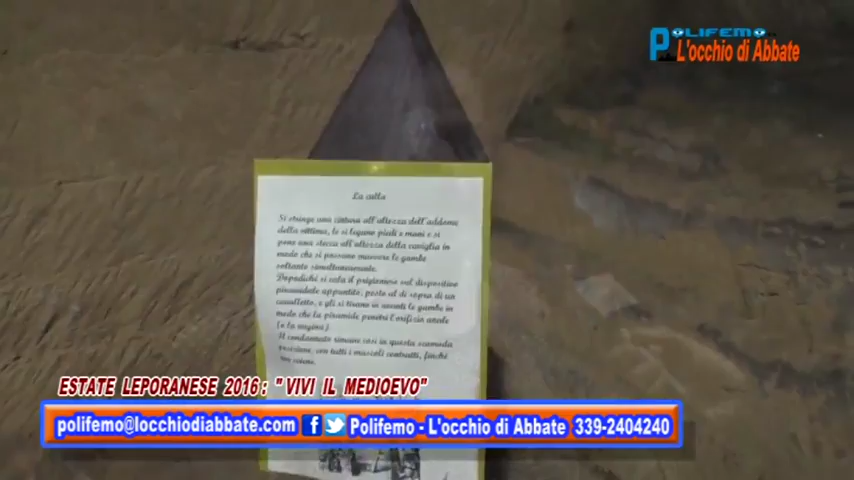 POLIFEMO
L'occhio di Abbate
La culla
Si stringe una cintura all'altezza dell'addome
della vittima, le si legano piedi e mani e si
pone una stecca all'altezza della caviglia in
modo che si possano muovere le gambe
soltanto simultaneamente.
Dopodichè si cala il prigioniero sul dispositivo
piramidale appuntito, posto al di sopra di un
cavalletto, e gli si tirano in avanti le gambe in
modo che la piramide penetri l'orifizio anale
(o la vagina).
Il condannato rimane così in questa scomoda
posizione, con tutti i muscoli contratti, finché
non
ESTATE LEPORANESE 2016: "VIVI IL MEDIOEVO"
polifemo@locchiodiabbate.com Polifemo - L'occhio di Abbate 339-2404240